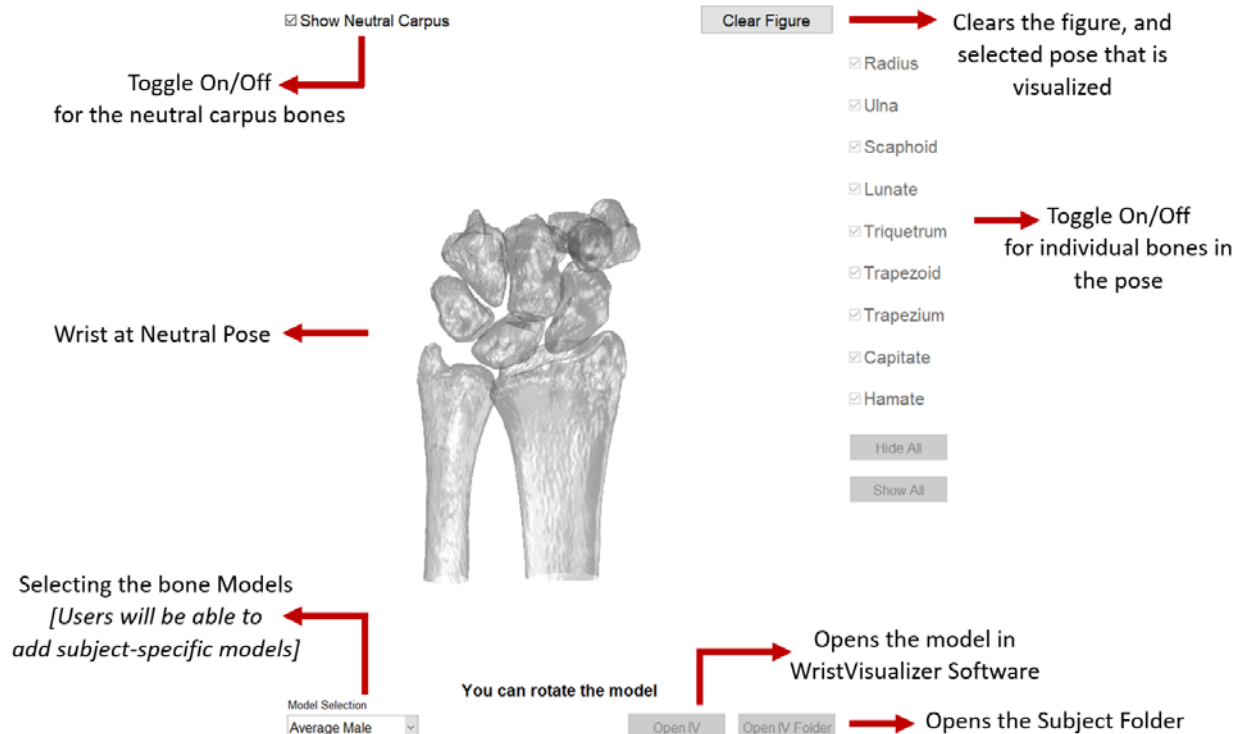 Show Neutral Carpus
Clear Figure
Clears the figure, and
selected pose that is
visualized
Toggle On/Off
for the neutral carpus bones
Radius
Ulna
Scaphoid
Lunate
Triquetrum
Trapezoid
Trapezium
Capitate
Hamate
Toggle On/Off
for individual bones in
the pose
Wrist at Neutral Pose
Hide All
Show All
Selecting the bone Models
[Users will be able to
add subject-specific models]
Opens the model in
WristVisualizer Software
You can rotate the model
Model Selection
Average Male
Open IV
Open IV Folder
Opens the Subject Folder